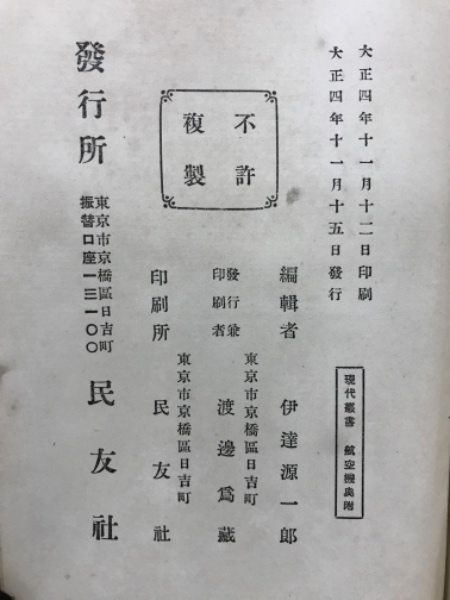 大正四年十一月十二日印刷
大正四年十一月十五日發行
現代叢書 航空機奧附
不許
複製
編輯者 伊達源一郎
東京市京橋區日吉町
發行兼
印刷者 渡邊爲藏
東京市京橋區日吉町
印刷所 民友社
發行所
東京市京橋區日吉町
振替口座一三一〇〇
民友社